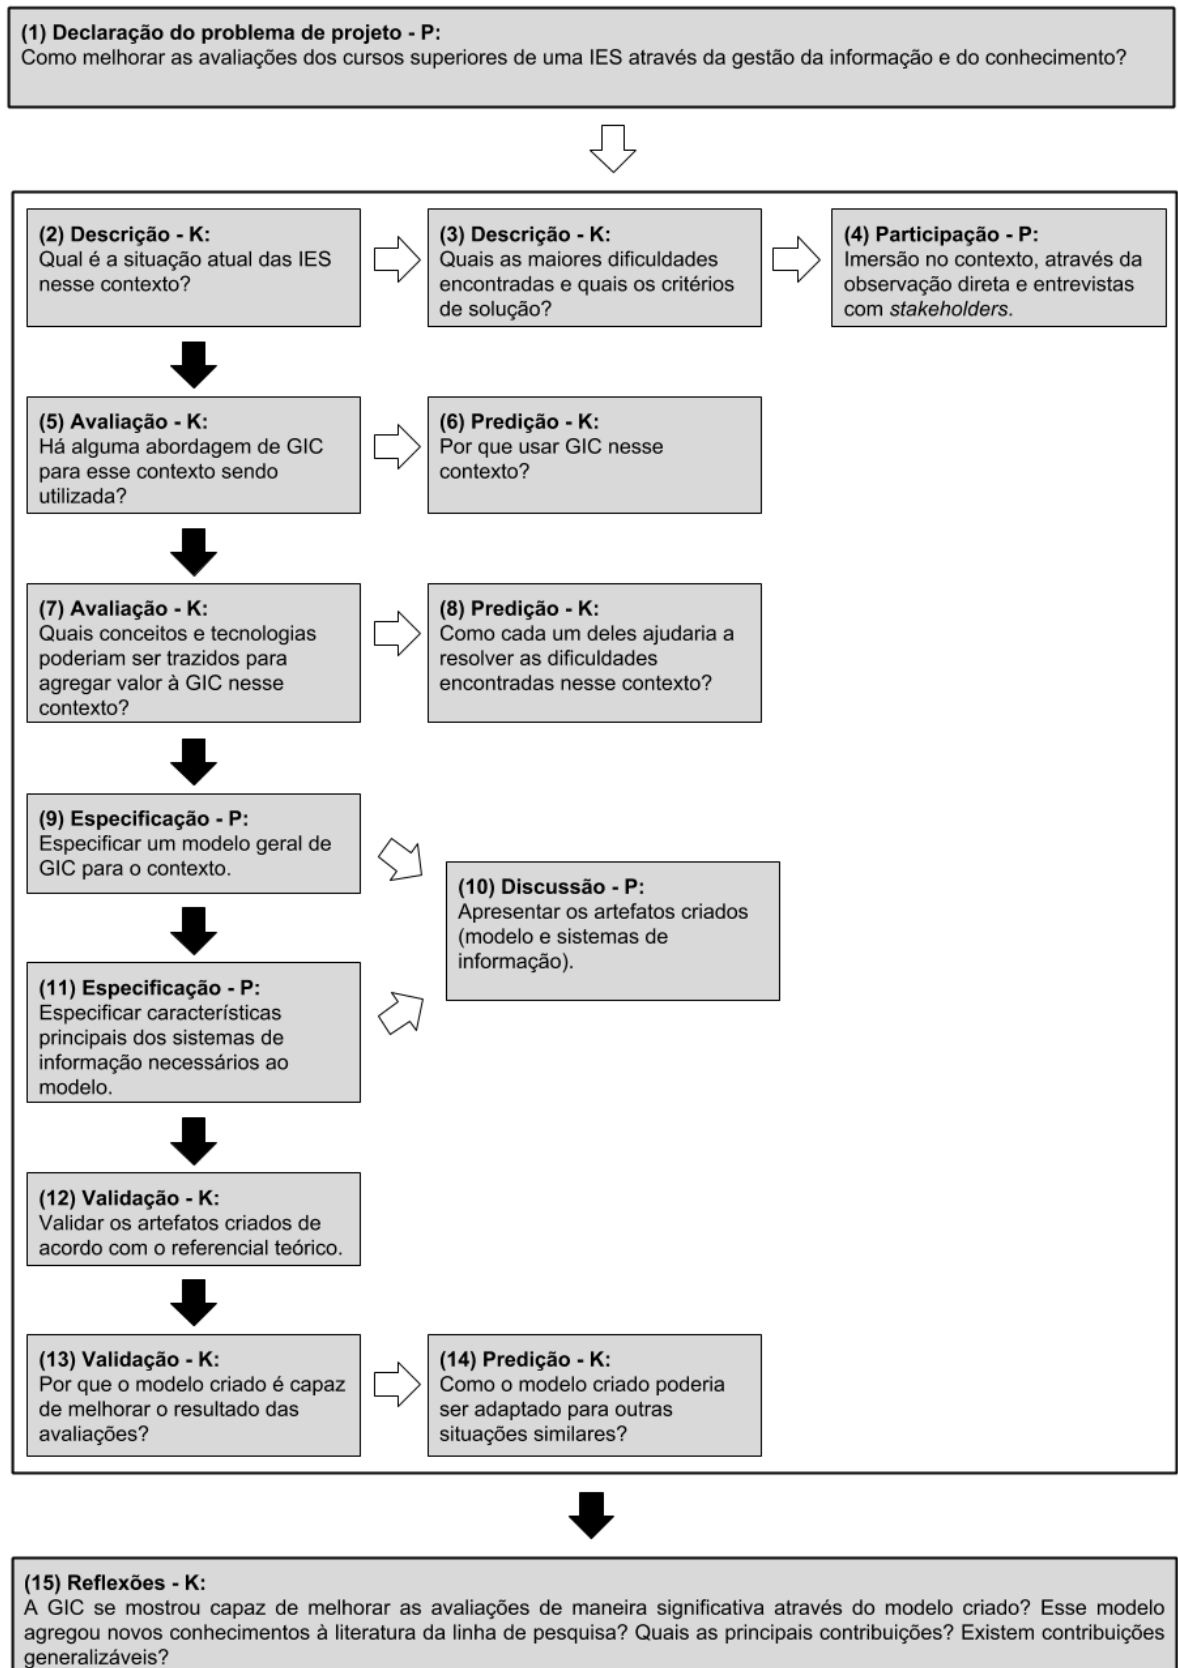 (1) Declaração do problema de projeto - P:
Como melhorar as avaliações dos cursos superiores de uma IES através da gestão da informação e do conhecimento?
(2) Descrição - K:
Qual é a situação atual das IES
nesse contexto?
(3) Descrição - K:
Quais as maiores dificuldades
encontradas e quais os critérios
de solução?
(4) Participação - P:
Imersão no contexto, através da
observação direta e entrevistas
com stakeholders.
(5) Avaliação - K:
Há alguma abordagem de GIC
para esse contexto sendo
utilizada?
(6) Predição - K:
Por que usar GIC nesse
contexto?
(7) Avaliação - K:
Quais conceitos e tecnologias
poderiam ser trazidos para
agregar valor à GIC nesse
contexto?
(8) Predição - K:
Como cada um deles ajudaria a
resolver as dificuldades
encontradas nesse contexto?
(9) Especificação - P:
Especificar um modelo geral de
GIC para o contexto.
(10) Discussão - P:
Apresentar os artefatos criados
(modelo e sistemas de
informação).
(11) Especificação - P:
Especificar características
principais dos sistemas de
informação necessários ao
modelo.
(12) Validação - K:
Validar os artefatos criados de
acordo com o referencial teórico.
(13) Validação - K:
Por que o modelo criado é capaz
de melhorar o resultado das
avaliações?
(14) Predição - K:
Como o modelo criado poderia
ser adaptado para outras
situações similares?
(15) Reflexões - K:
A GIC se mostrou capaz de melhorar as avaliações de maneira significativa através do modelo criado? Esse modelo
agregou novos conhecimentos à literatura da linha de pesquisa? Quais as principais contribuições? Existem contribuições
generalizáveis?